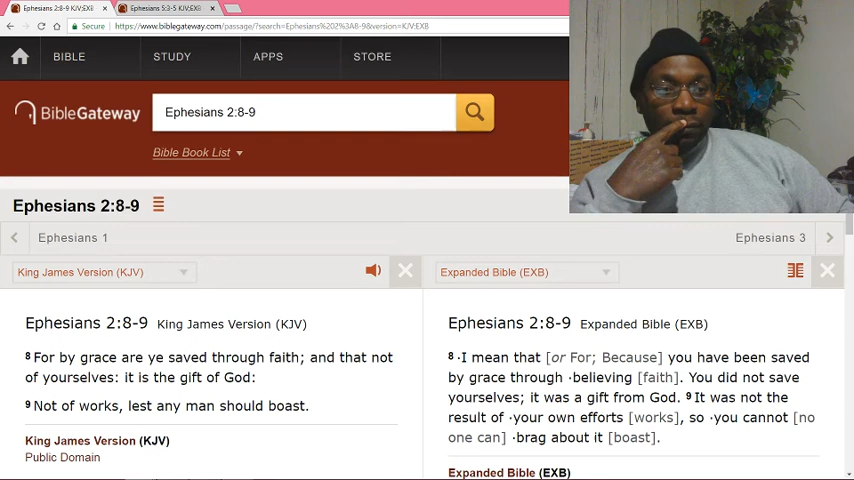 Ephesians 2:8-9 KJV;EXB
Ephesians 5:3-5 KJV;EXB
Secure https://www.biblegateway.com/passage/?search=Ephesians%202%3A8-9&version=KJV;EXB
BIBLE STUDY APPS STORE
BibleGateway Ephesians 2:8-9
Bible Book List
Ephesians 2:8-9
Ephesians 1 Ephesians 3
King James Version (KJV)
Expanded Bible (EXB)
Ephesians 2:8-9 King James Version (KJV)
8 For by grace are ye saved through faith; and that not
of yourselves: it is the gift of God:
9 Not of works, lest any man should boast.
King James Version (KJV)
Public Domain
Ephesians 2:8-9 Expanded Bible (EXB)
8 ·I mean that [or For; Because] you have been saved
by grace through ·believing [faith]. You did not save
yourselves; it was a gift from God. 9 It was not the
result of ·your own efforts [works], so ·you cannot [no
one can] ·brag about it [boast].
Expanded Bible (EXB)